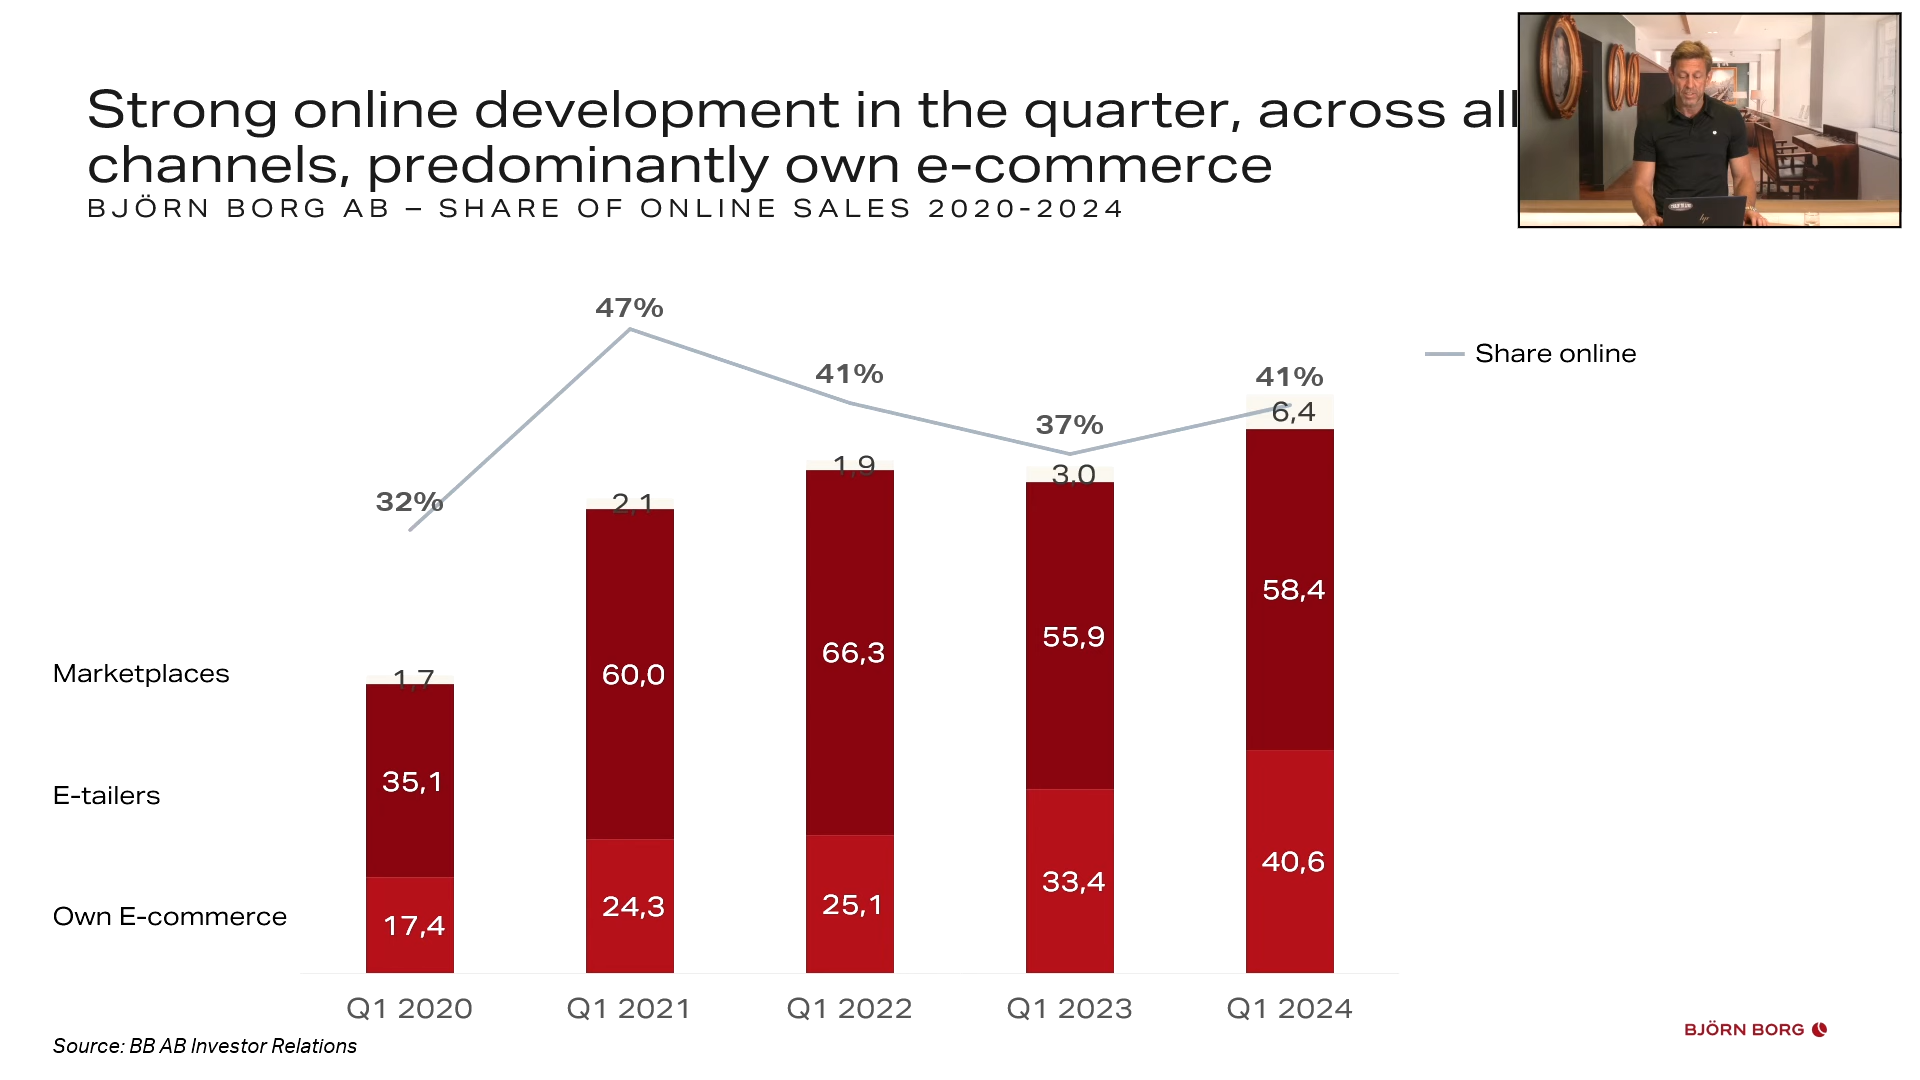 Strong online development in the quarter, across all
channels, predominantly own e-commerce
BJÖRN BORG AB – SHARE OF ONLINE SALES 2020-2024
47%
41%
41%
37%
32%
Share online
6,4
1,9
3,0
2,1
1,7
58,4
55,9
66,3
60,0
35,1
Marketplaces
E-tailers
Own E-commerce
17,4
24,3
25,1
33,4
40,6
Q1 2020
Q1 2021
Q1 2022
Q1 2023
Q1 2024
BJÖRN BORG
Source: BB AB Investor Relations
hp